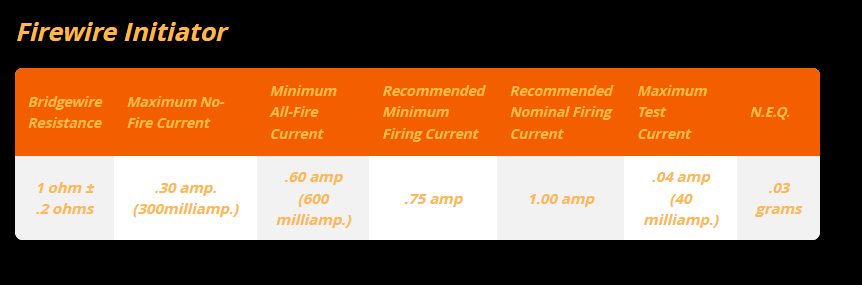 Firewire Initiator
Bridgewire
Resistance
Maximum No-
Fire Current
Minimum
All-Fire
Current
Recommended
Minimum
Firing Current
Recommended
Nominal Firing
Current
Maximum
Test
Current
N.E.Q.
1 ohm ±
.2 ohms
.30 amp.
(300milliamp.)
.60 amp
(600
milliamp.)
.75 amp
1.00 amp
.04 amp
(40
milliamp.)
.03
grams